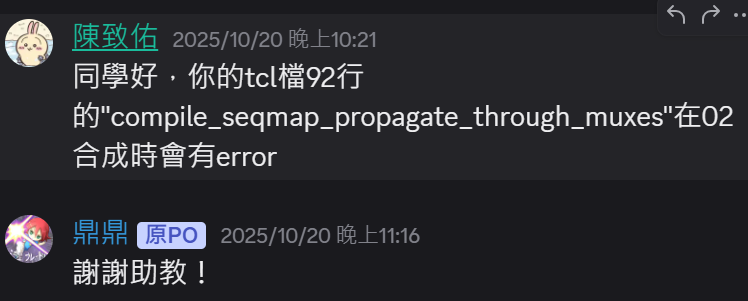 陳致佑 2025/10/20 晚上10:21
同學好，你的tcl檔92行
的"compile_seqmap_propagate_through_muxes"在02
合成時會有error
鼎鼎 原PO 2025/10/20 晚上11:16
謝謝助教！